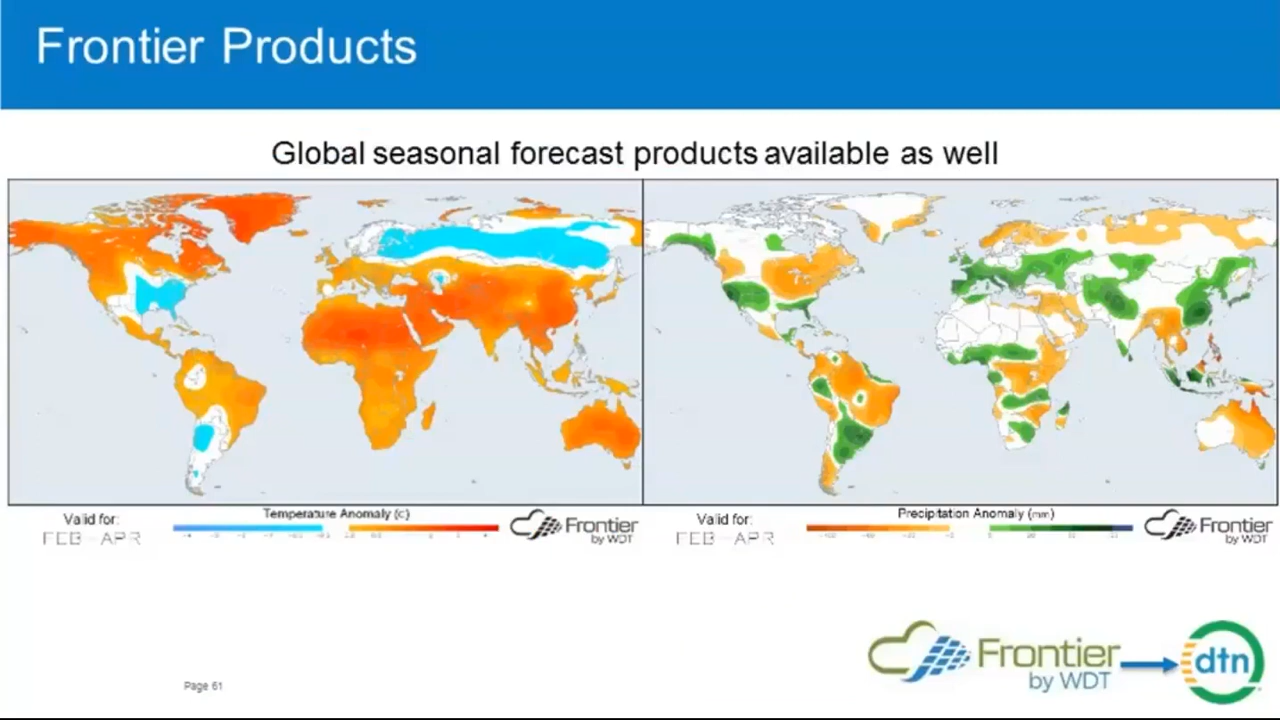 Frontier Products
Global seasonal forecast products available as well
Temperature Anomaly (c)
Valid for:
FEB-APR
Frontier
by WDT
Precipitation Anomaly (mm)
Valid for:
FEB-APR
Frontier
by WDT
Frontier
by WDT
dtn
Page 61